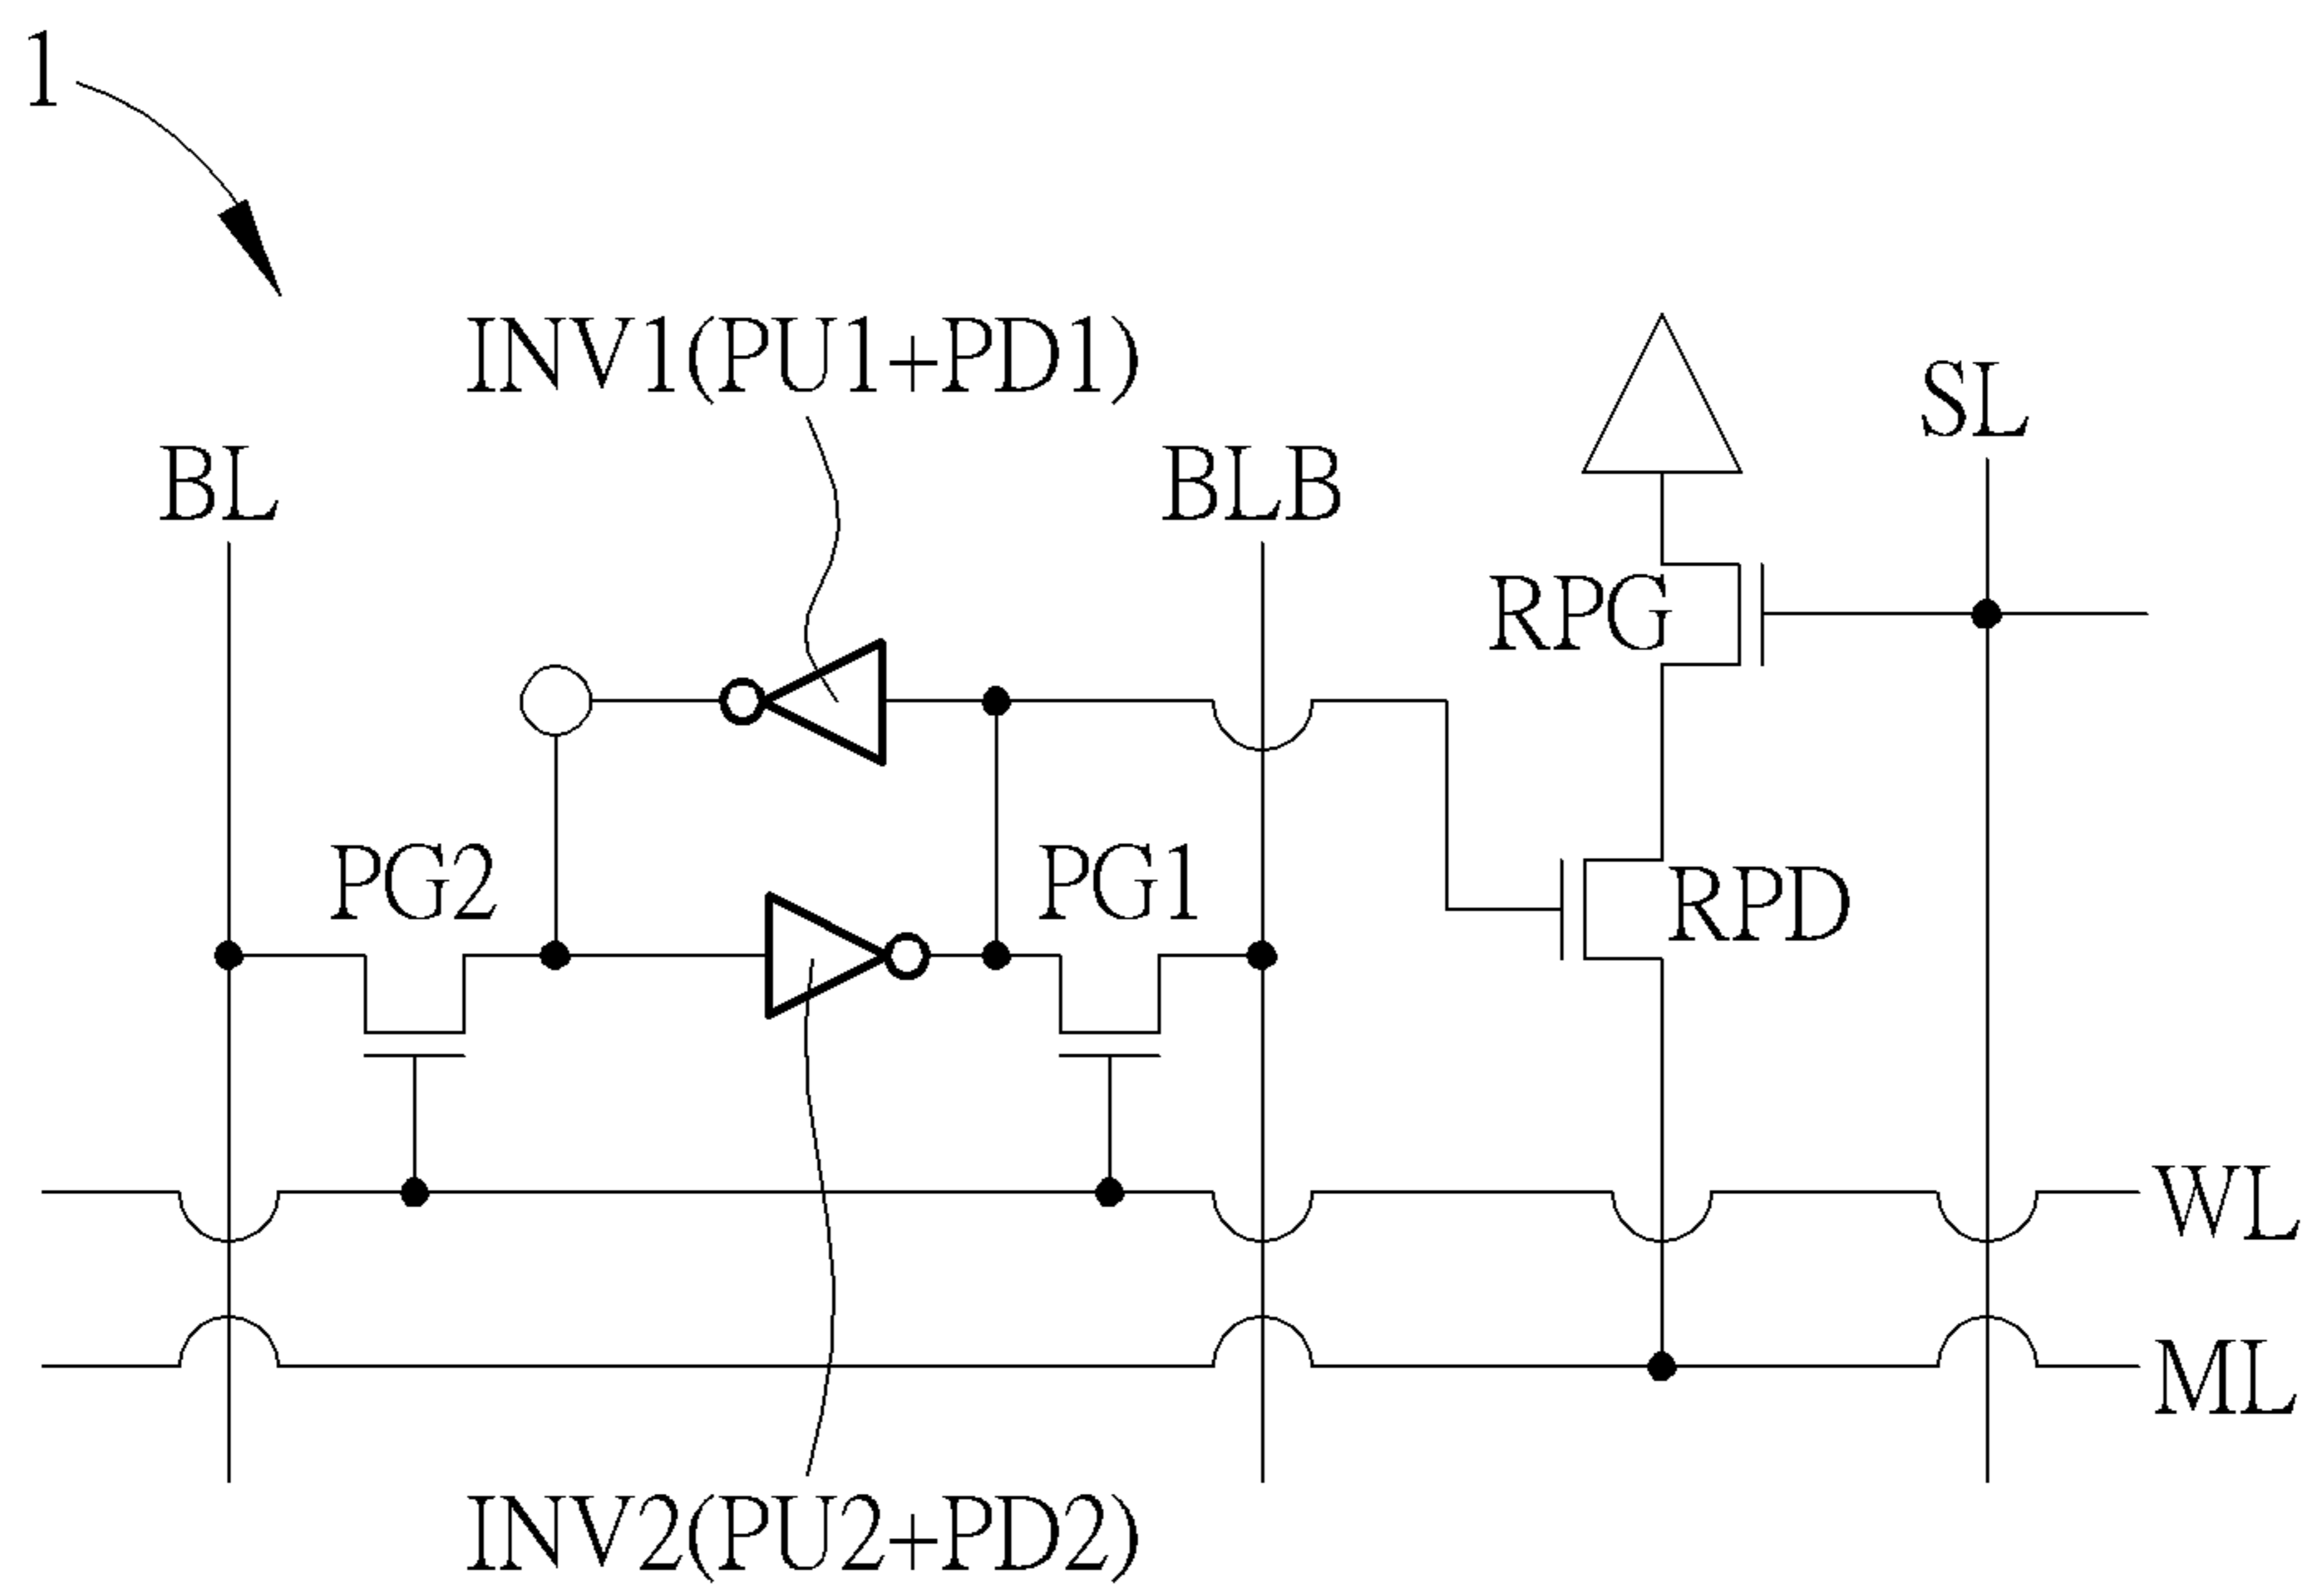 1
INV1(PU1+PD1)
SL
BL
BLB
RPG
PG2
PG1
RPD
WL
ML
INV2(PU2+PD2)